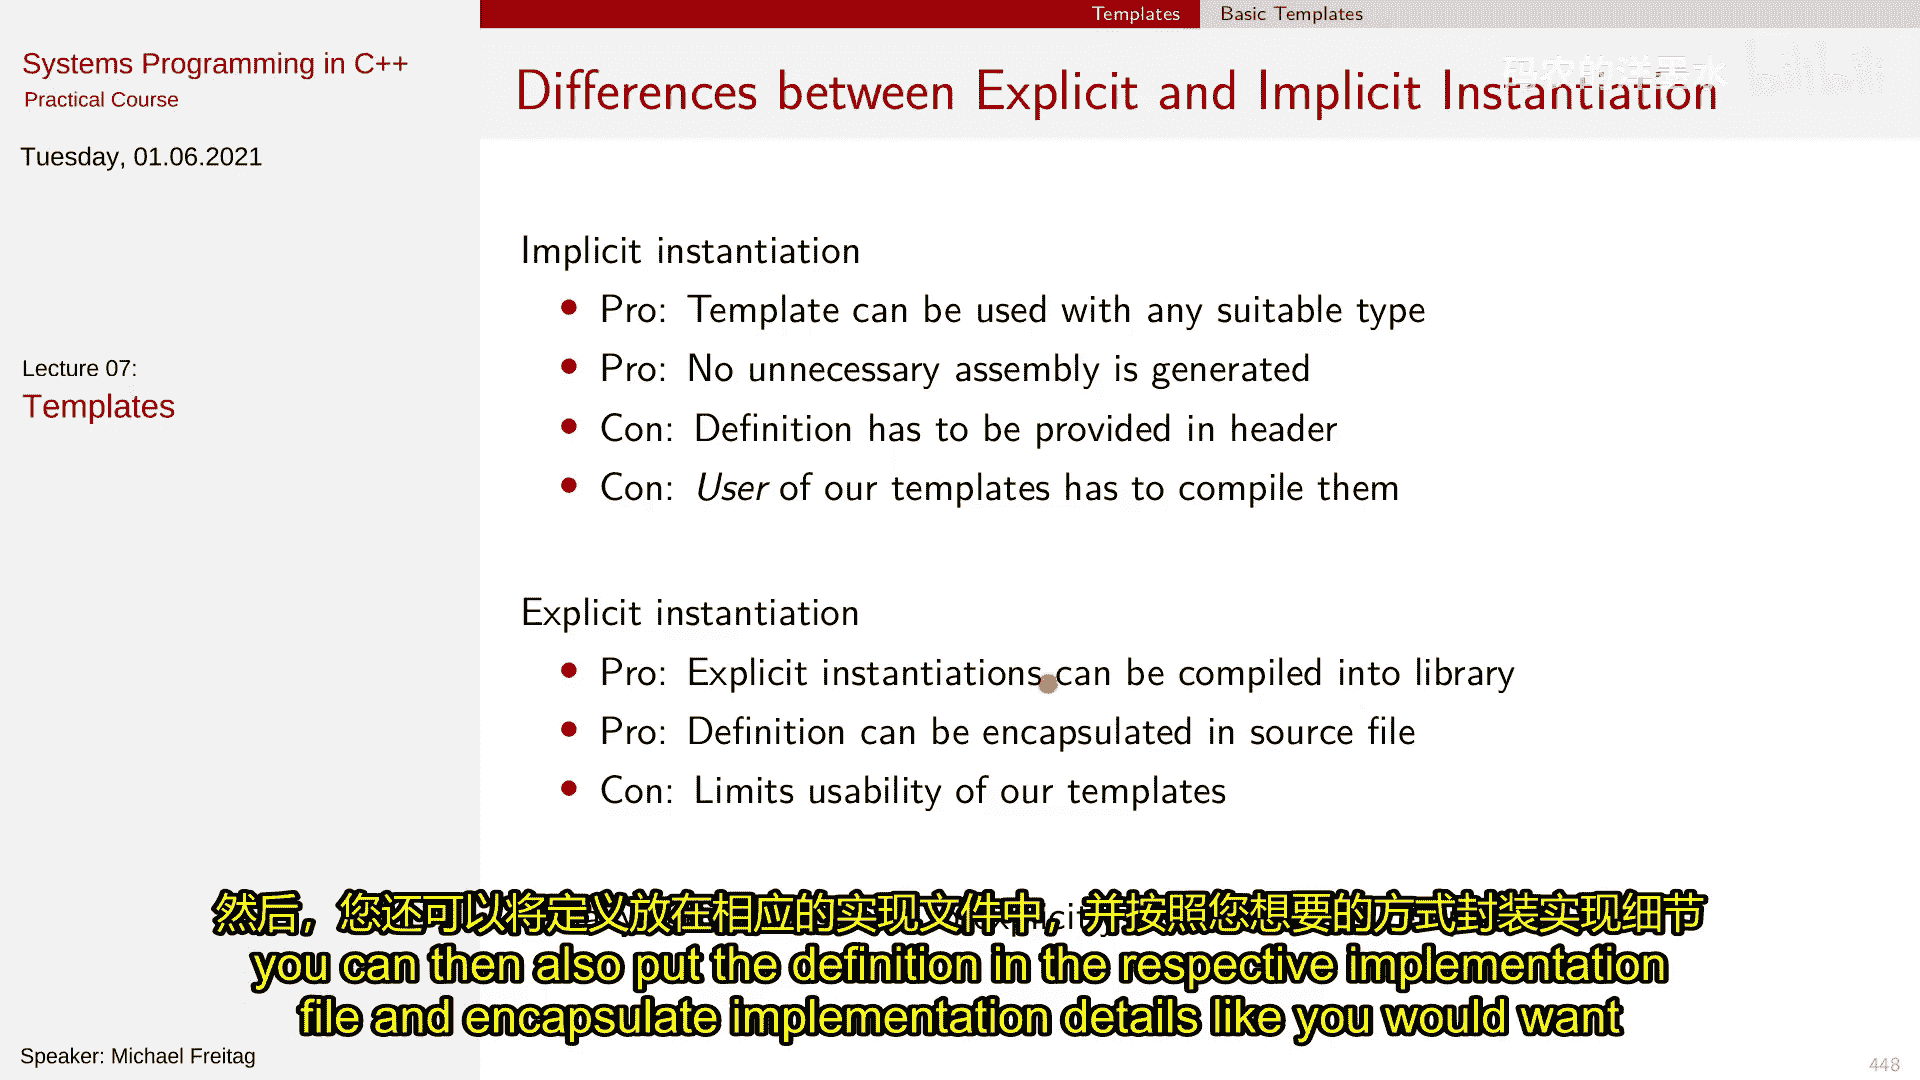 Templates
Basic Templates
Systems Programming in C++
Practical Course
Tuesday, 01.06.2021
Differences between Explicit and Implicit Instantiation
码农的洋墨水
bilibili
Lecture 07:
Templates
Implicit instantiation
• Pro: Template can be used with any suitable type
• Pro: No unnecessary assembly is generated
• Con: Definition has to be provided in header
• Con: User of our templates has to compile them
Explicit instantiation
• Pro: Explicit instantiations can be compiled into library
• Pro: Definition can be encapsulated in source file
• Con: Limits usability of our templates
然后，您还可以将定义放在相应的实现文件中，并按照您想要的方式封装实现细节
you can then also put the definition in the respective implementation
file and encapsulate implementation details like you would want
Speaker: Michael Freitag
448